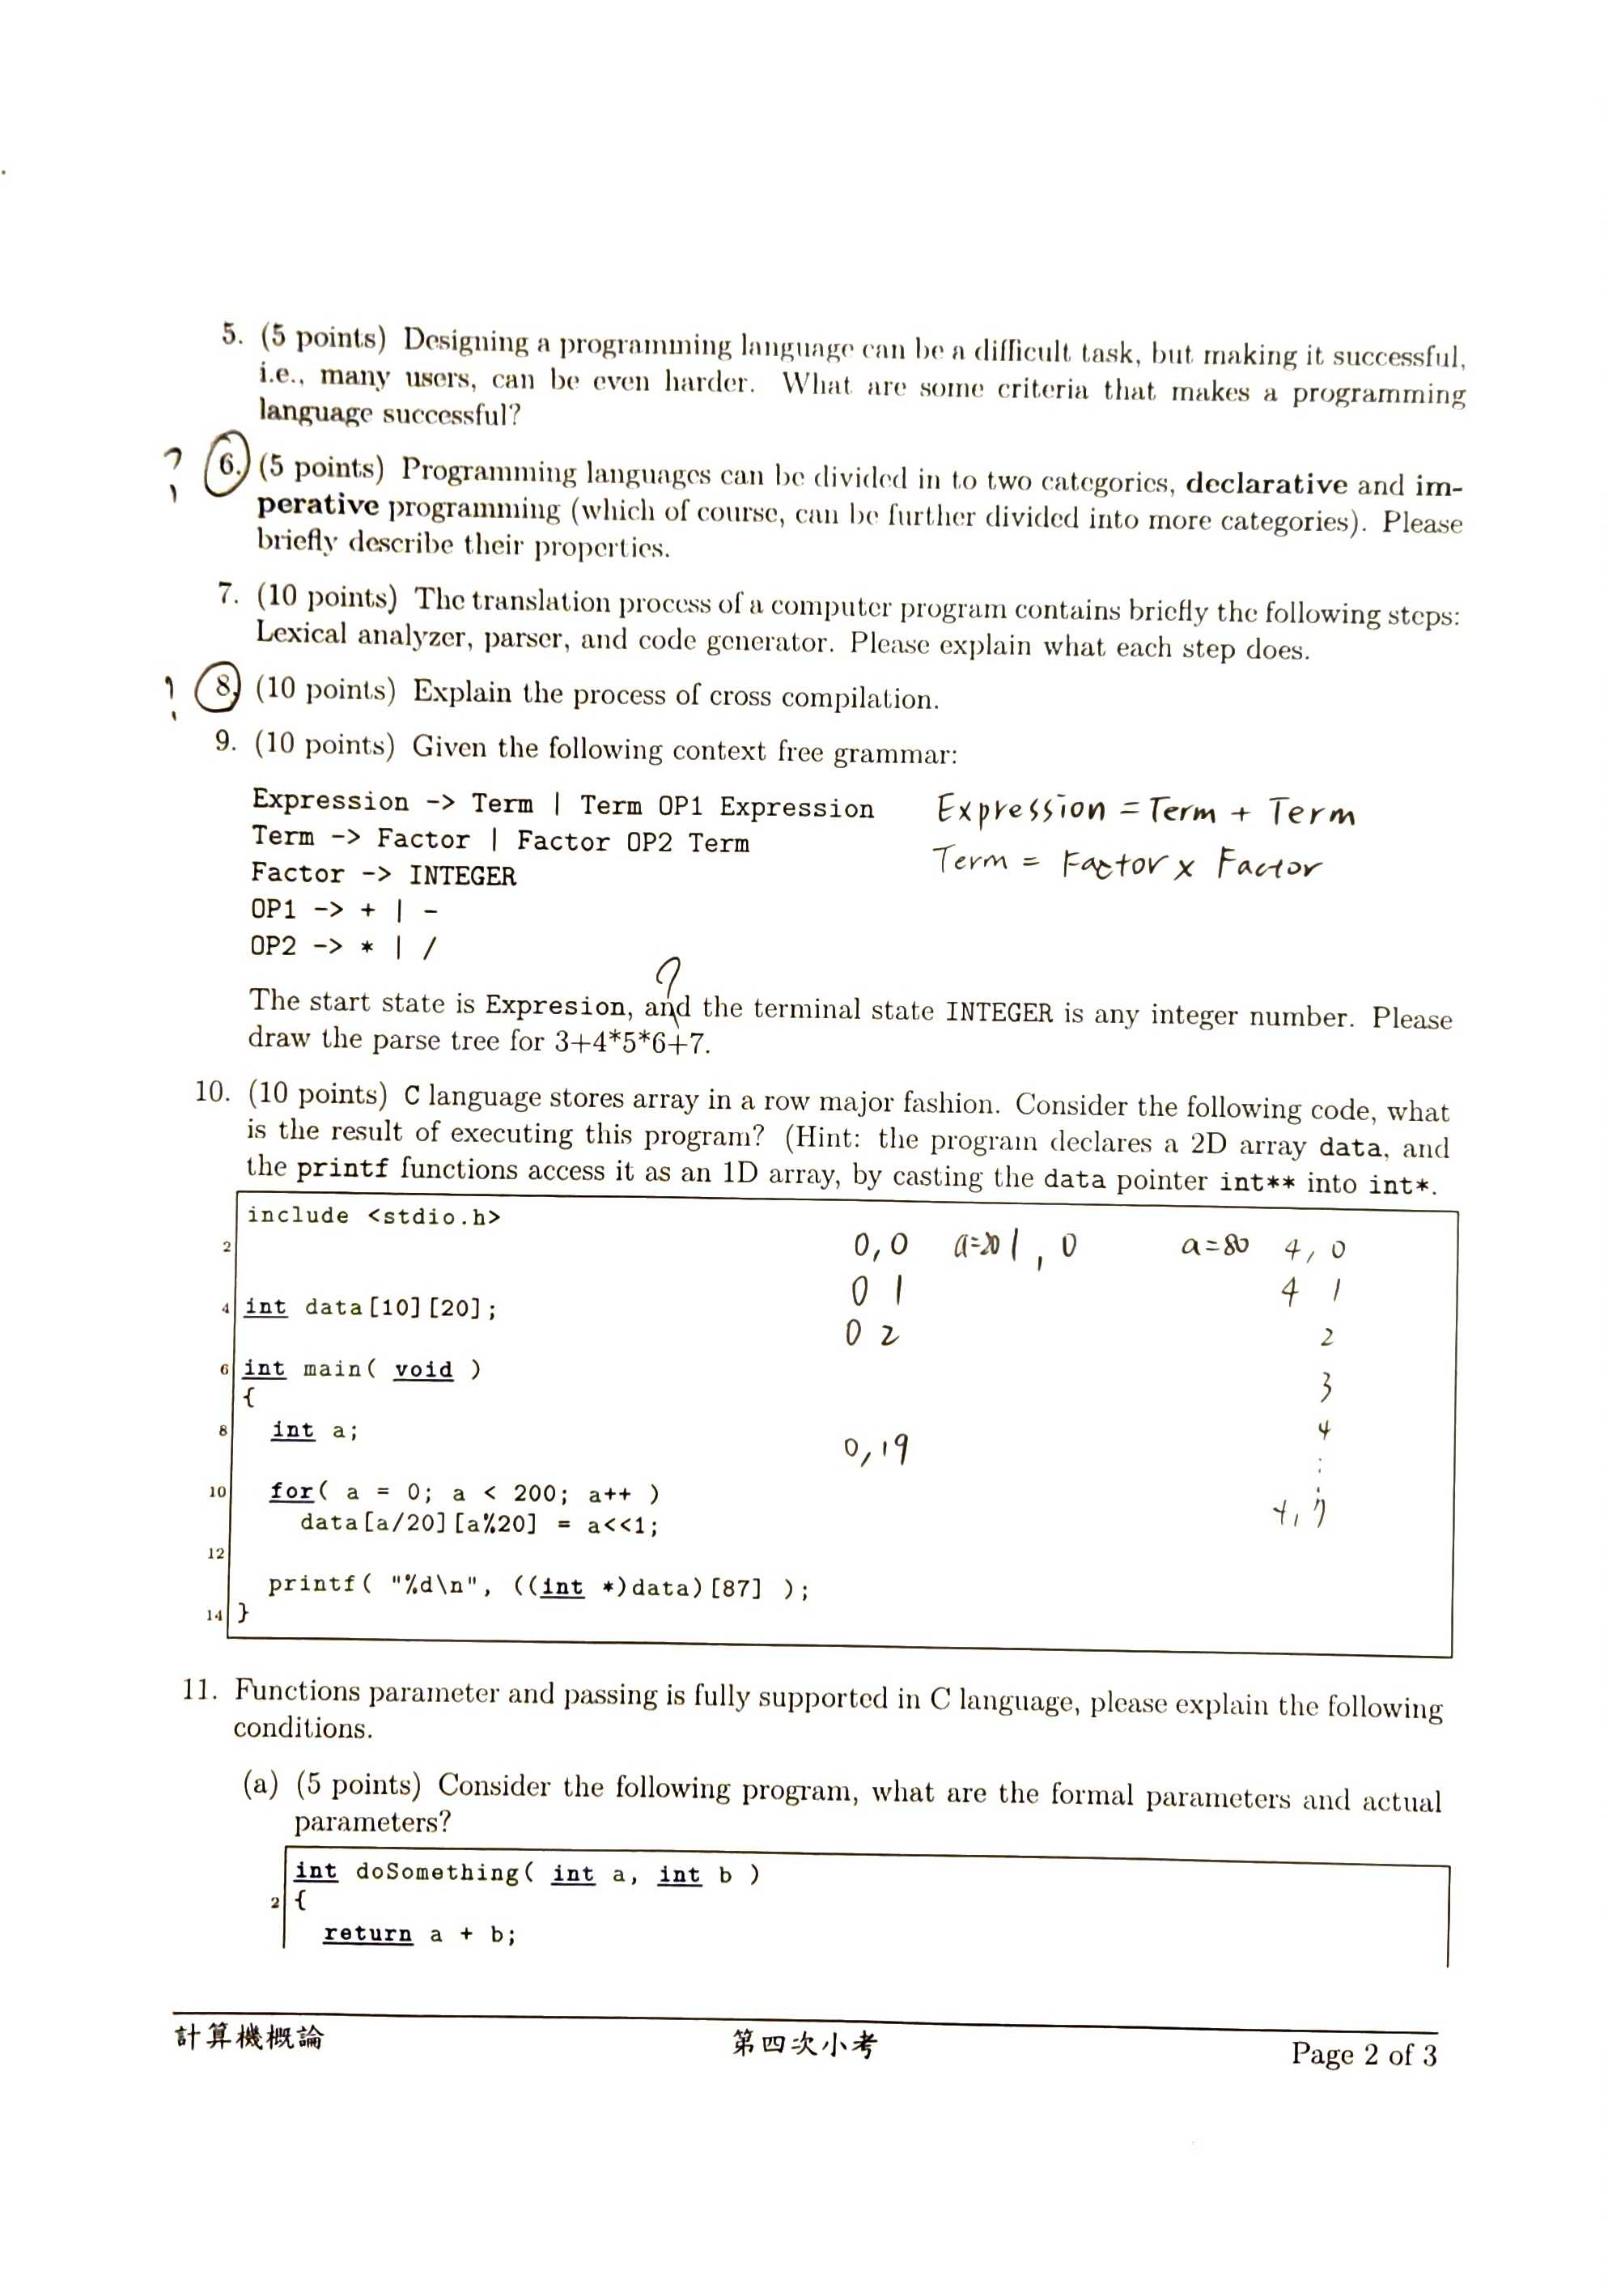 5. (5 points) Designing a programming language can be a difficult task, but making it successful,
i.e., many users, can be even harder. What are some criteria that makes a programming
language successful?
? 6. (5 points) Programming languages can be divided in to two categories, declarative and im-
perative programming (which of course, can be further divided into more categories). Please
briefly describe their properties.
7. (10 points) The translation process of a computer program contains briefly the following steps:
Lexical analyzer, parser, and code generator. Please explain what each step does.
? 8. (10 points) Explain the process of cross compilation.
9. (10 points) Given the following context free grammar:
Expression -> Term | Term OP1 Expression Expression = Term + Term
Term -> Factor | Factor OP2 Term Term = Factor x Factor
Factor -> INTEGER
OP1 -> + | -
OP2 -> * | /
?
The start state is Expresion, and the terminal state INTEGER is any integer number. Please
draw the parse tree for 3+4*5*6+7.
10. (10 points) C language stores array in a row major fashion. Consider the following code, what
is the result of executing this program? (Hint: the program declares a 2D array data, and
the printf functions access it as an 1D array, by casting the data pointer int** into int*.
include <stdio.h>
2 0,0 a=20 1,0 a=80 4,0
0 1 4 1
4 int data[10][20];
0 2 2
6 int main( void )
3
{
8 int a; 4
0,19
10 for( a = 0; a < 200; a++ )
data[a/20][a%20] = a<<1; 4,7
12
printf( "%d\n", ((int *)data)[87] );
14 }
11. Functions parameter and passing is fully supported in C language, please explain the following
conditions.
(a) (5 points) Consider the following program, what are the formal parameters and actual
parameters?
int doSomething( int a, int b )
2 {
return a + b;
計算機概論 第四次小考 Page 2 of 3